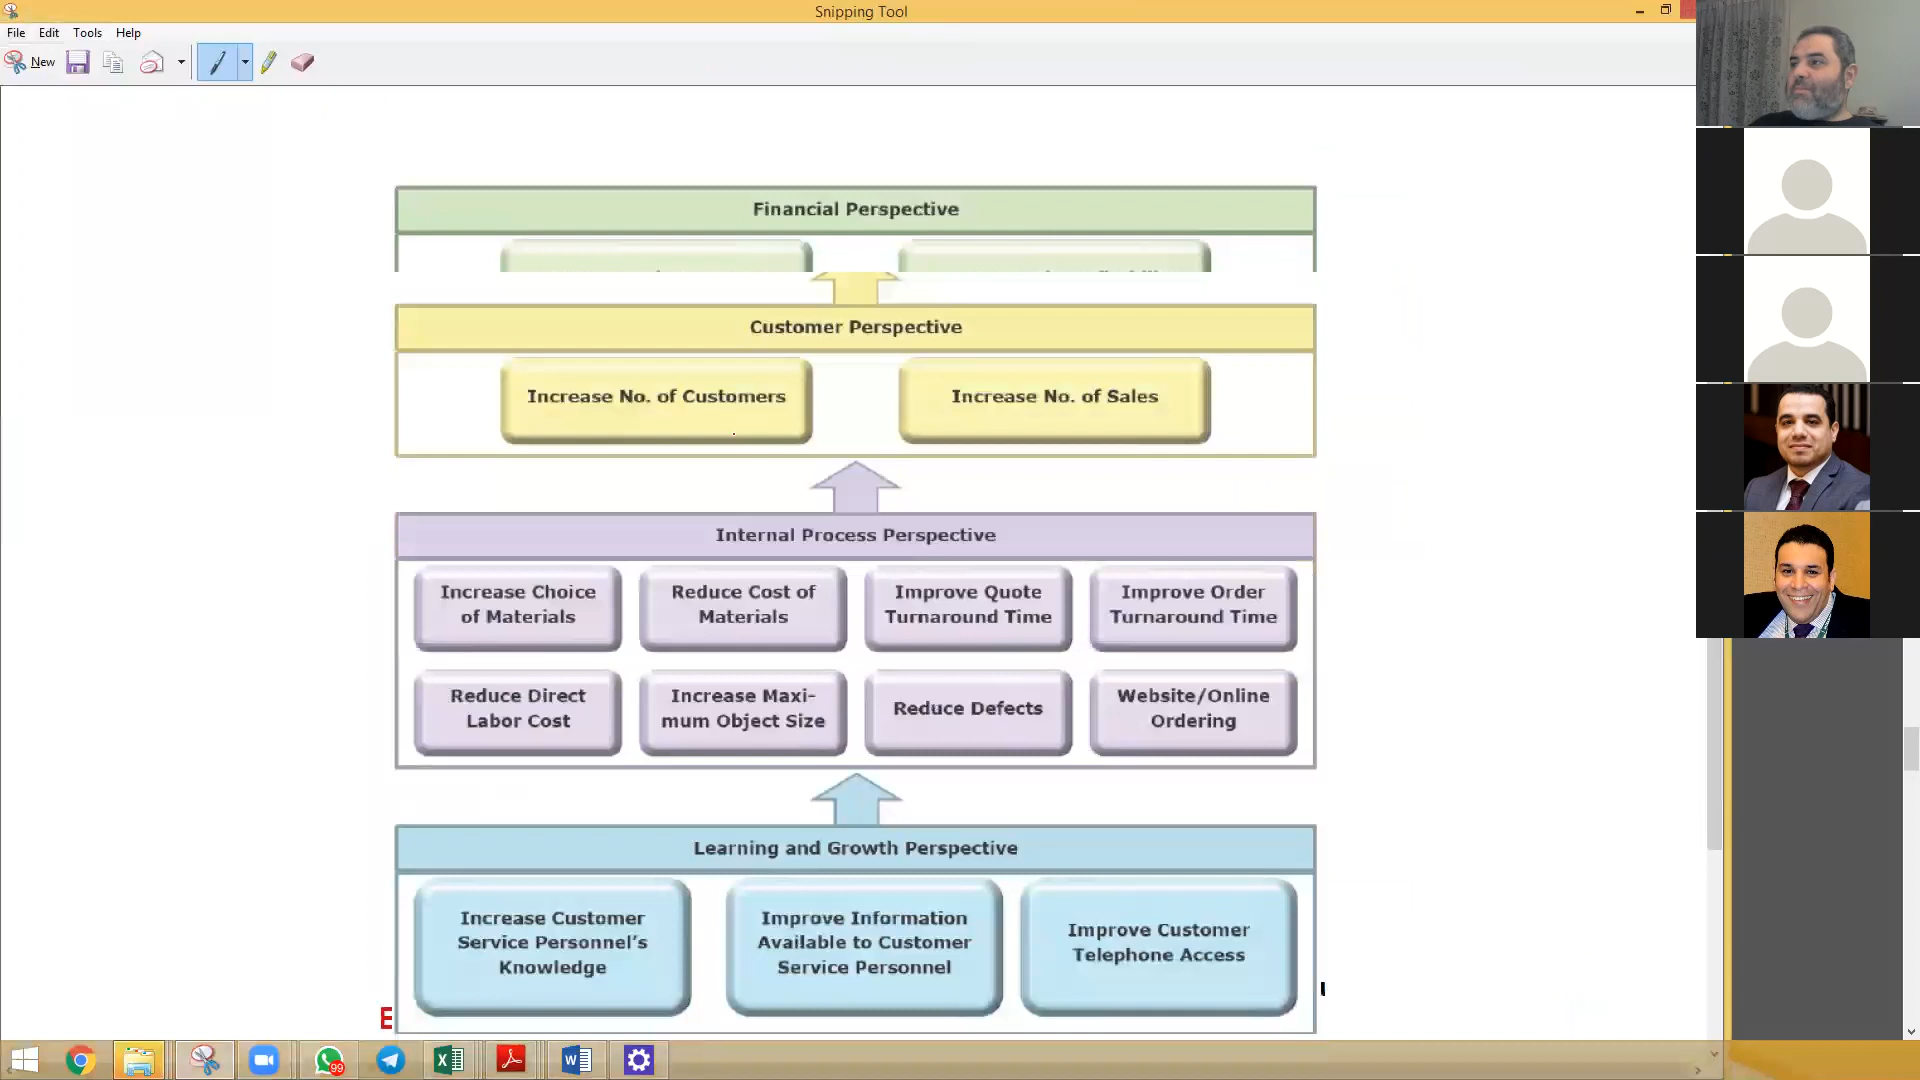 Snipping Tool
File Edit Tools Help
New
Financial Perspective
Customer Perspective
Increase No. of Customers
Increase No. of Sales
Internal Process Perspective
Increase Choice
of Materials
Reduce Cost of
Materials
Improve Quote
Turnaround Time
Improve Order
Turnaround Time
Reduce Direct
Labor Cost
Increase Maxi-
mum Object Size
Reduce Defects
Website/Online
Ordering
Learning and Growth Perspective
Increase Customer
Service Personnel's
Knowledge
Improve Information
Available to Customer
Service Personnel
Improve Customer
Telephone Access
E
99